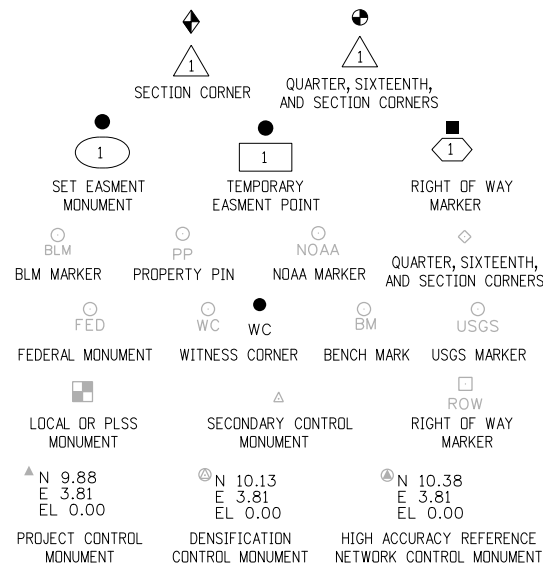 1
1
SECTION CORNER
QUARTER, SIXTEENTH,
AND SECTION CORNERS
1
1
1
SET EASMENT
MONUMENT
TEMPORARY
EASMENT POINT
RIGHT OF WAY
MARKER
BLM
PP
NOAA
BLM MARKER
PROPERTY PIN
NOAA MARKER
QUARTER, SIXTEENTH,
AND SECTION CORNERS
FED
WC
WC
BM
USGS
FEDERAL MONUMENT
WITNESS CORNER
BENCH MARK
USGS MARKER
ROW
LOCAL OR PLSS
MONUMENT
SECONDARY CONTROL
MONUMENT
RIGHT OF WAY
MARKER
N 9.88
E 3.81
EL 0.00
N 10.13
E 3.81
EL 0.00
N 10.38
E 3.81
EL 0.00
PROJECT CONTROL
MONUMENT
DENSIFICATION
CONTROL MONUMENT
HIGH ACCURACY REFERENCE
NETWORK CONTROL MONUMENT